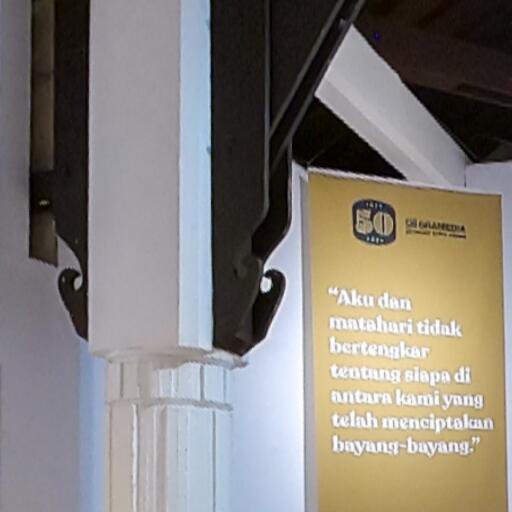 50
GRAMEDIA
“Aku dan
matahari tidak
bertengkar
tentang siapa di
antara kami yang
telah menciptakan
bayang-bayang.”